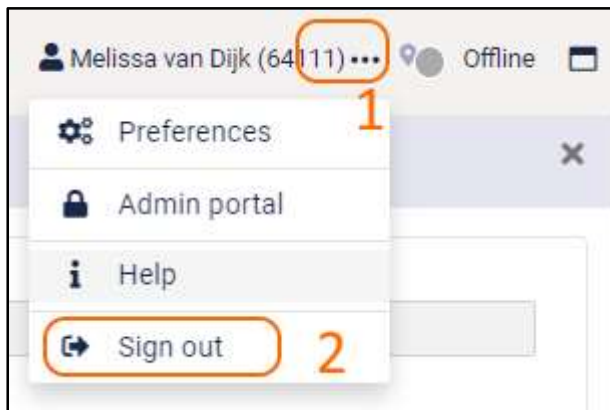 Melissa van Dijk (64111) ••• Offline
1
Preferences
Admin portal
Help
Sign out 2